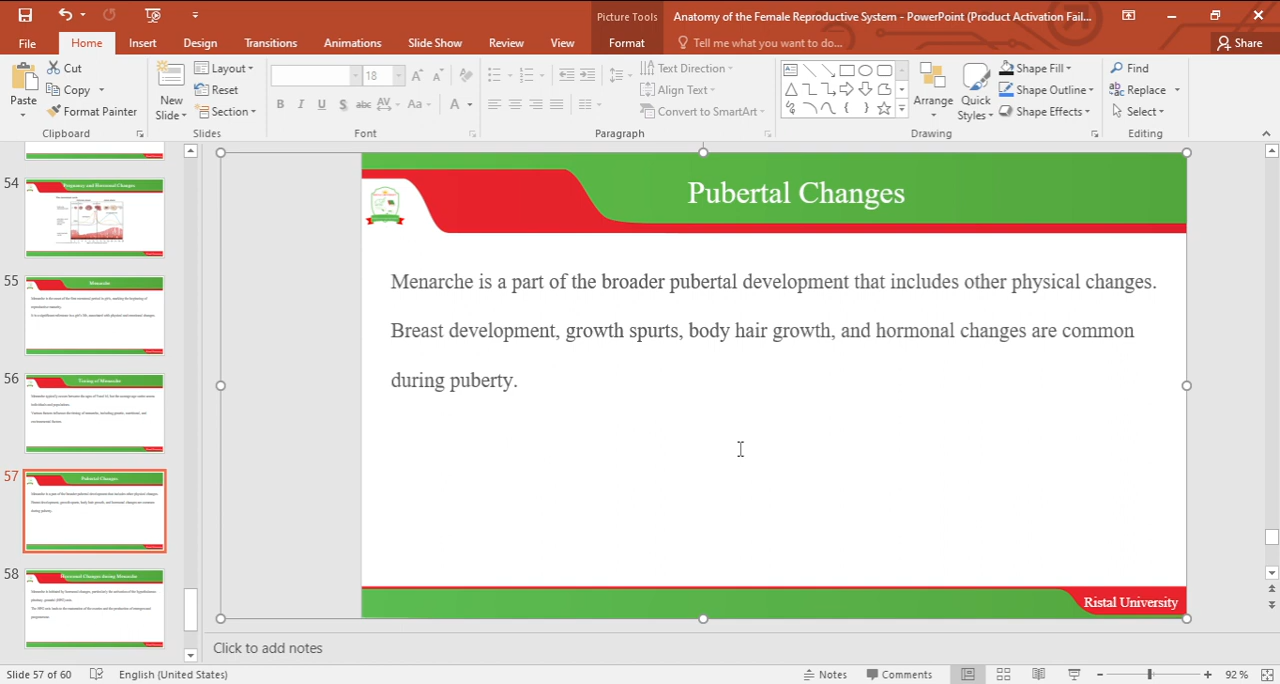 Picture Tools
Anatomy of the Female Reproductive System - PowerPoint (Product Activation Fail...
File Home Insert Design Transitions Animations Slide Show Review View Format Tell me what you want to do... Share
Paste
Cut
Copy
Format Painter
New Slide
Layout
Reset
Section
18
B I U S abc AV Aa A
Text Direction
Align Text
Convert to SmartArt
Arrange
Quick Styles
Shape Fill
Shape Outline
Shape Effects
Find
Replace
Select
Clipboard Slides Font Paragraph Drawing Editing
54
Pregnancy and Hormonal Changes
55
Menarche
56
Timing of Menarche
57
Pubertal Changes
58
Hormonal Changes during Menarche
Pubertal Changes
Menarche is a part of the broader pubertal development that includes other physical changes.
Breast development, growth spurts, body hair growth, and hormonal changes are common
during puberty.
Ristal University
Click to add notes
Slide 57 of 60 English (United States) Notes Comments 92%